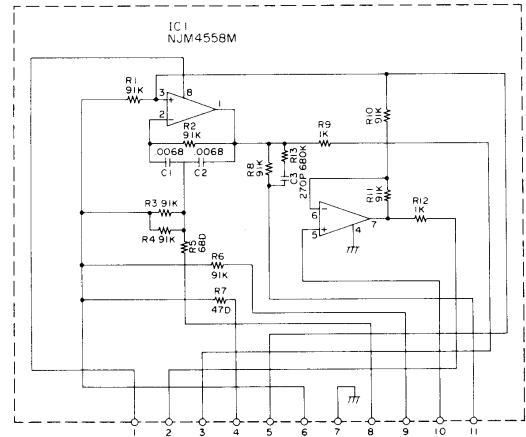 IC1
NJM4558M
R1
91K
8
3
+
1
2
-
R2
91K
.0068
.0068
C1
C2
R9
1K
R10
91K
R8
91K
R13
680K
C3
270P
R11
91K
R12
1K
6
-
7
5
+
4
R3 91K
R4 91K
R5
68D
R6
91K
R7
47D
1
2
3
4
5
6
7
8
9
10
11